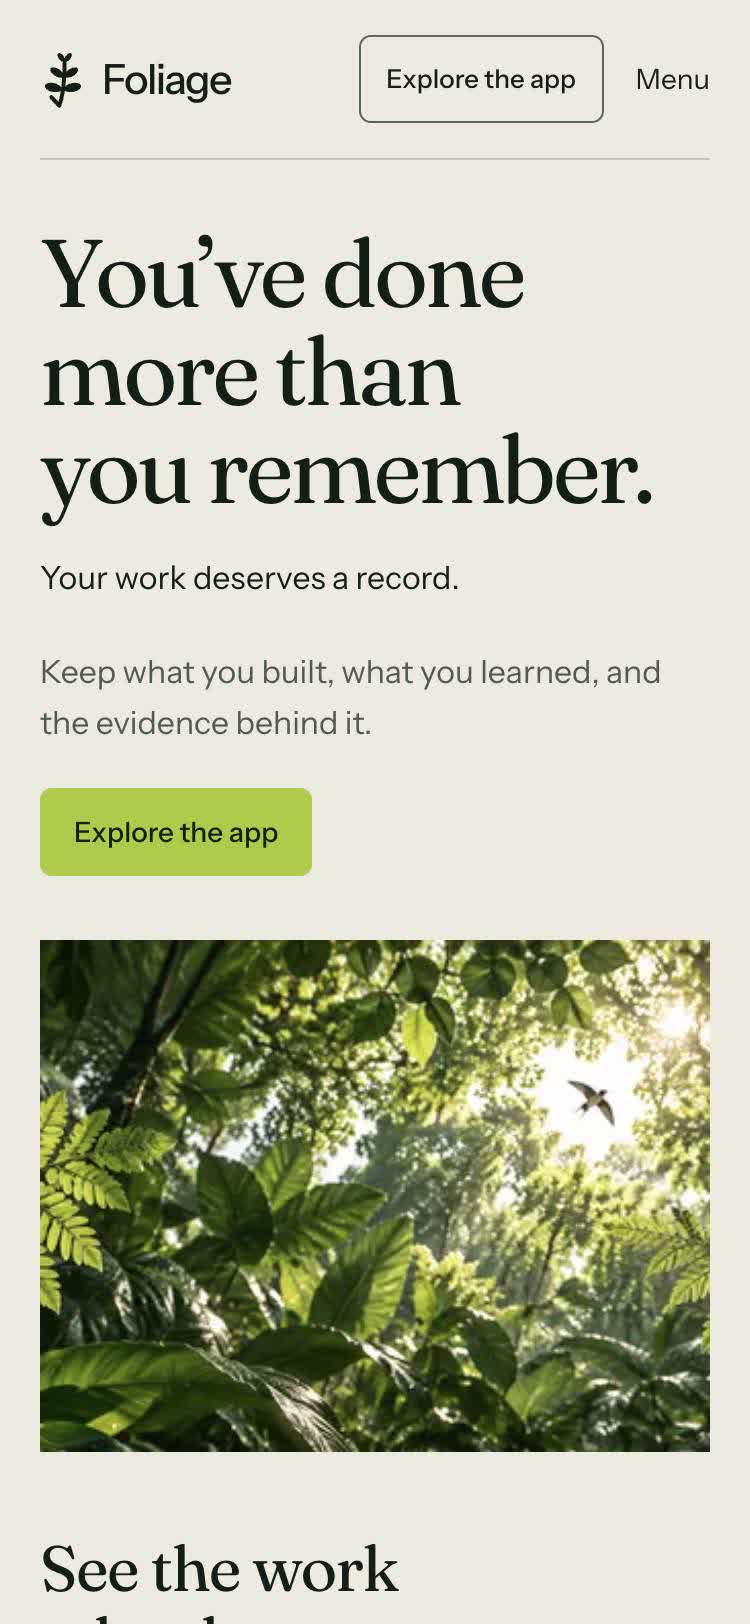 Foliage
Explore the app
Menu
You’ve done
more than
you remember.
Your work deserves a record.
Keep what you built, what you learned, and
the evidence behind it.
Explore the app
See the work